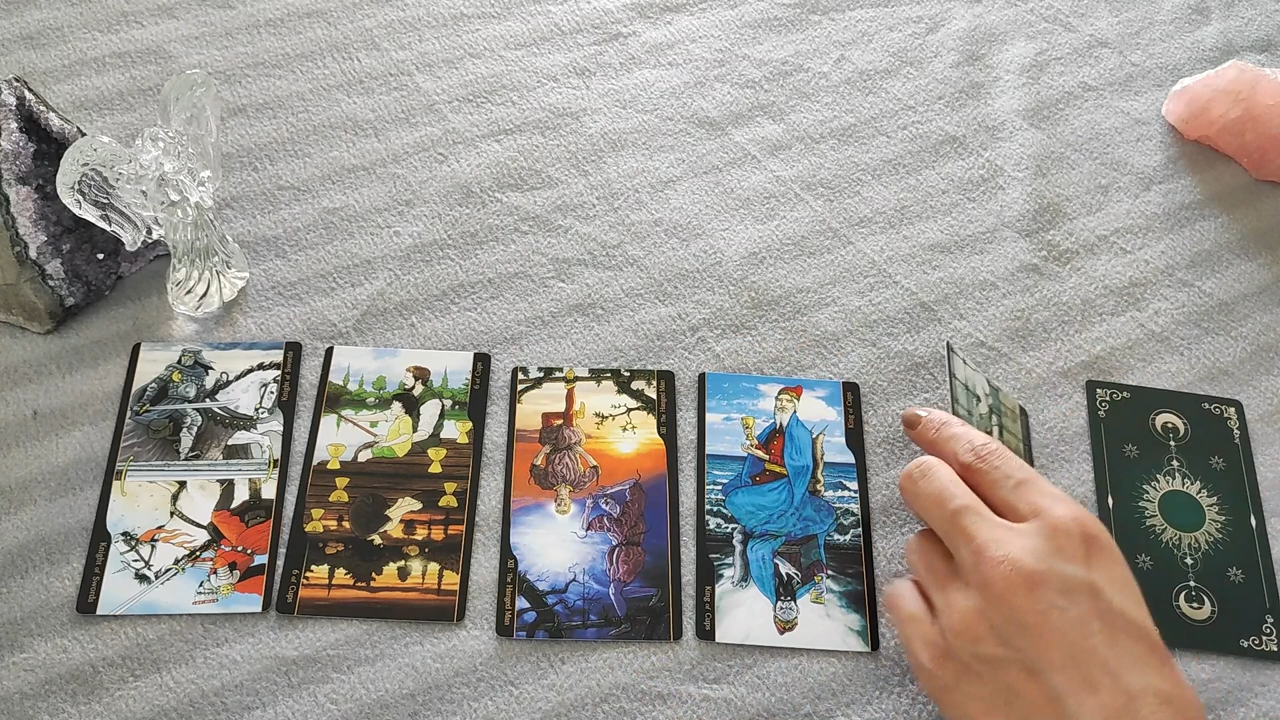 Knight of Swords
Knight of Swords
6 of Cups
6 of Cups
XII - The Hanged Man
XII - The Hanged Man
King of Cups
King of Cups